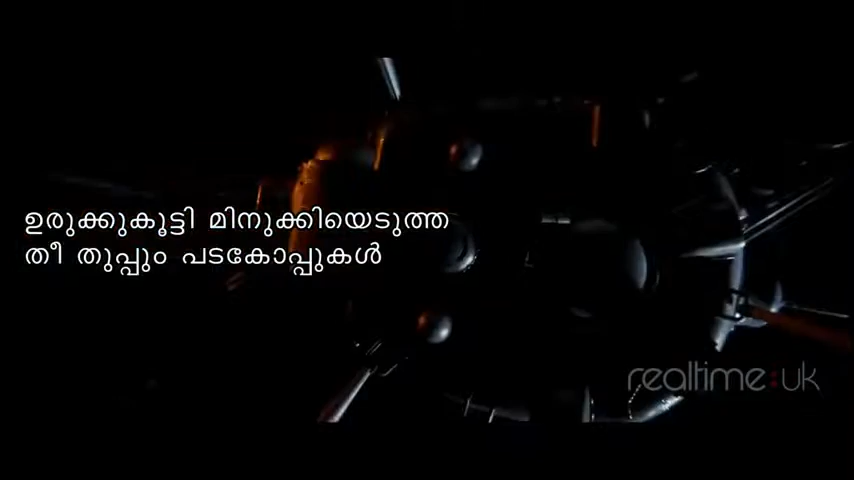 ഉരുക്കുകൂട്ടി മിനുക്കിയെടുത്ത
തീ തുപ്പും പടകോപ്പുകൾ
realtime:uk